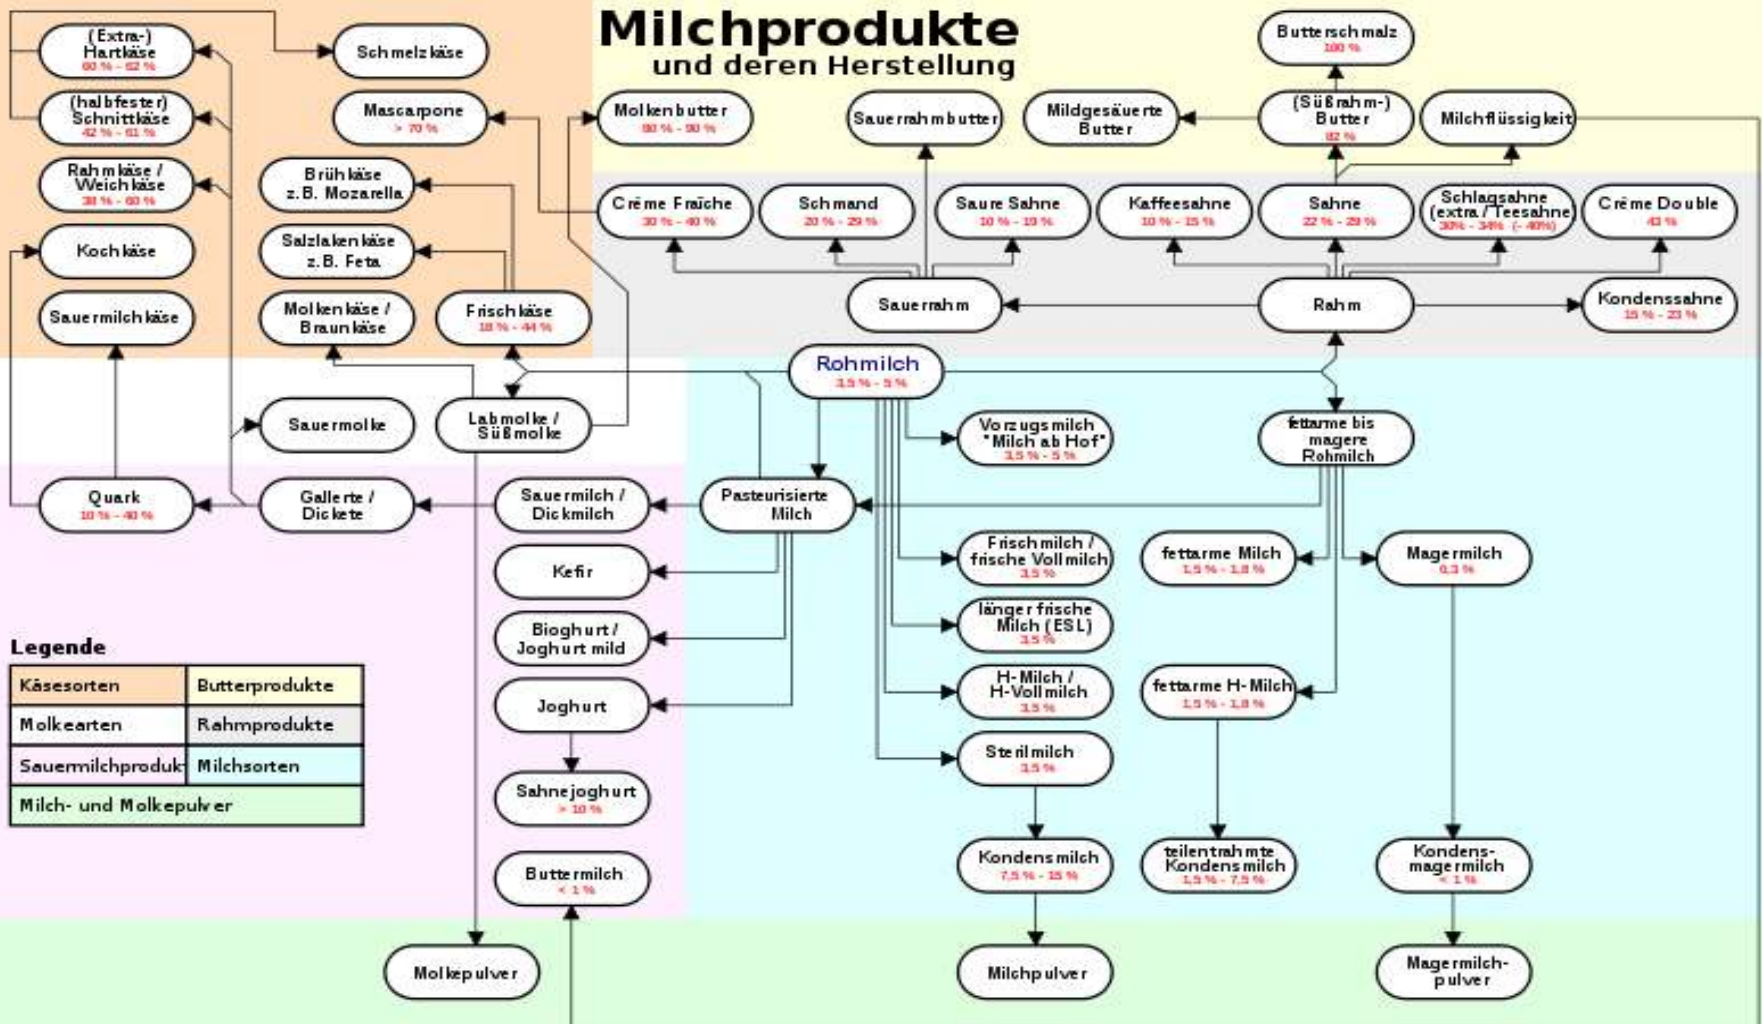 Milchprodukte
und deren Herstellung
(Extra-)
Hartkäse
60 % - 62 %
Schmelzkäse
Butterschmalz
100 %
(halbfester)
Schnittkäse
42 % - 61 %
Mascarpone
> 70 %
Molkenbutter
80 % - 90 %
Sauerrahmbutter
Mildgesäuerte
Butter
(Süßrahm-)
Butter
82 %
Milchflüssigkeit
Rahmkäse /
Weichkäse
38 % - 60 %
Brühkäse
z.B. Mozarella
Crème Fraîche
30 % - 40 %
Schmand
20 % - 29 %
Saure Sahne
10 % - 19 %
Kaffeesahne
10 % - 15 %
Sahne
22 % - 29 %
Schlagsahne
(extra / Teesahne)
30% - 34% (- 40%)
Crème Double
43 %
Kochkäse
Salzlakenkäse
z.B. Feta
Sauermilchkäse
Molkenkäse /
Braunkäse
Frischkäse
18 % - 44 %
Sauerrahm
Rahm
Kondenssahne
15 % - 23 %
Rohmilch
3,5 % - 5 %
Sauermolke
Labmolke /
Süßmolke
Vorzugsmilch
"Milch ab Hof"
3,5 % - 5 %
fettarme bis
magere
Rohmilch
Quark
10 % - 40 %
Gallerte /
Dickete
Sauermilch /
Dickmilch
Pasteurisierte
Milch
Kefir
Frischmilch /
frische Vollmilch
3,5 %
fettarme Milch
1,5 % - 1,8 %
Magermilch
0,3 %
Bioghurt /
Joghurt mild
länger frische
Milch (ESL)
3,5 %
Joghurt
H-Milch /
H-Vollmilch
3,5 %
fettarme H-Milch
1,5 % - 1,8 %
Sterilmilch
3,5 %
Sahnejoghurt
> 10 %
Buttermilch
< 1 %
Kondensmilch
7,5 % - 15 %
teilentrahmte
Kondensmilch
1,5 % - 7,5 %
Kondens-
magermilch
< 1 %
Molkepulver
Milchpulver
Magermilch-
pulver
Legende
Käsesorten
Butterprodukte
Molkearten
Rahmprodukte
Sauermilchprodukt
Milchsorten
Milch- und Molkepulver